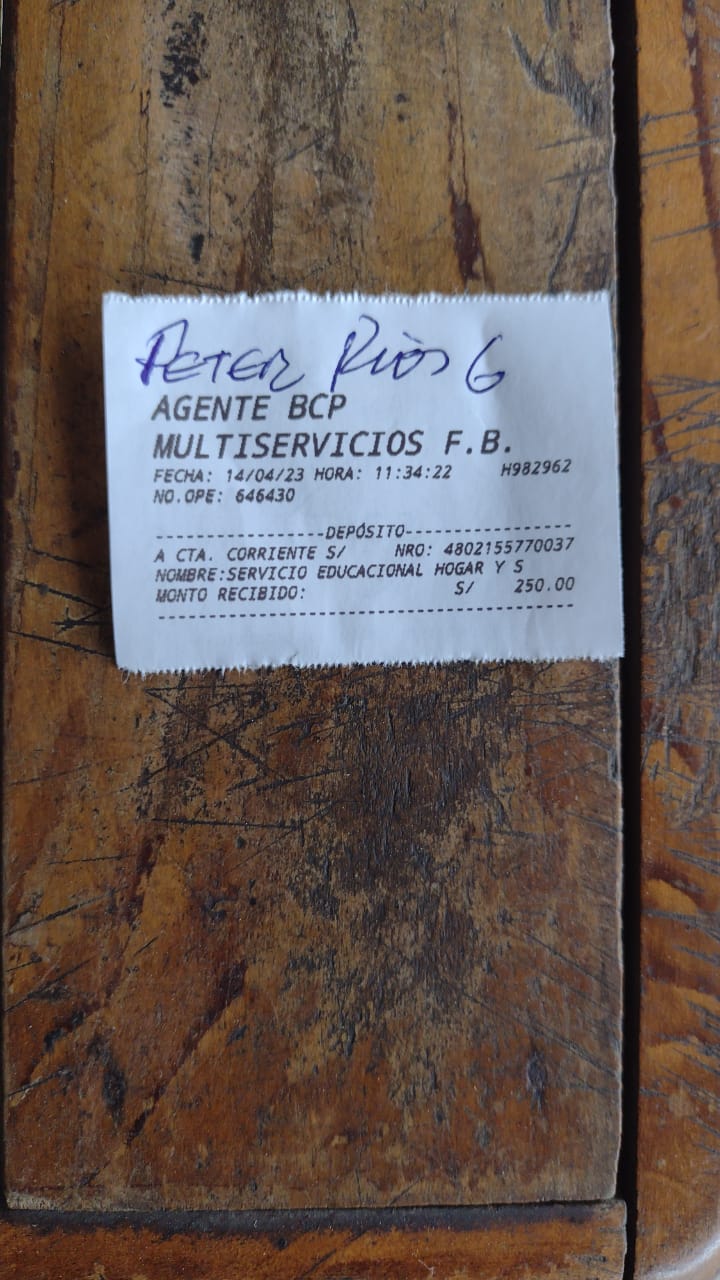 PETER RIOS G
AGENTE BCP
MULTISERVICIOS F.B.
FECHA: 14/04/23 HORA: 11:34:22 H982962
NO.OPE: 646430
------------------DEPÓSITO------------------
A CTA. CORRIENTE S/ NRO: 4802155770037
NOMBRE:SERVICIO EDUCACIONAL HOGAR Y S
MONTO RECIBIDO: S/ 250.00
---------------------------------------------